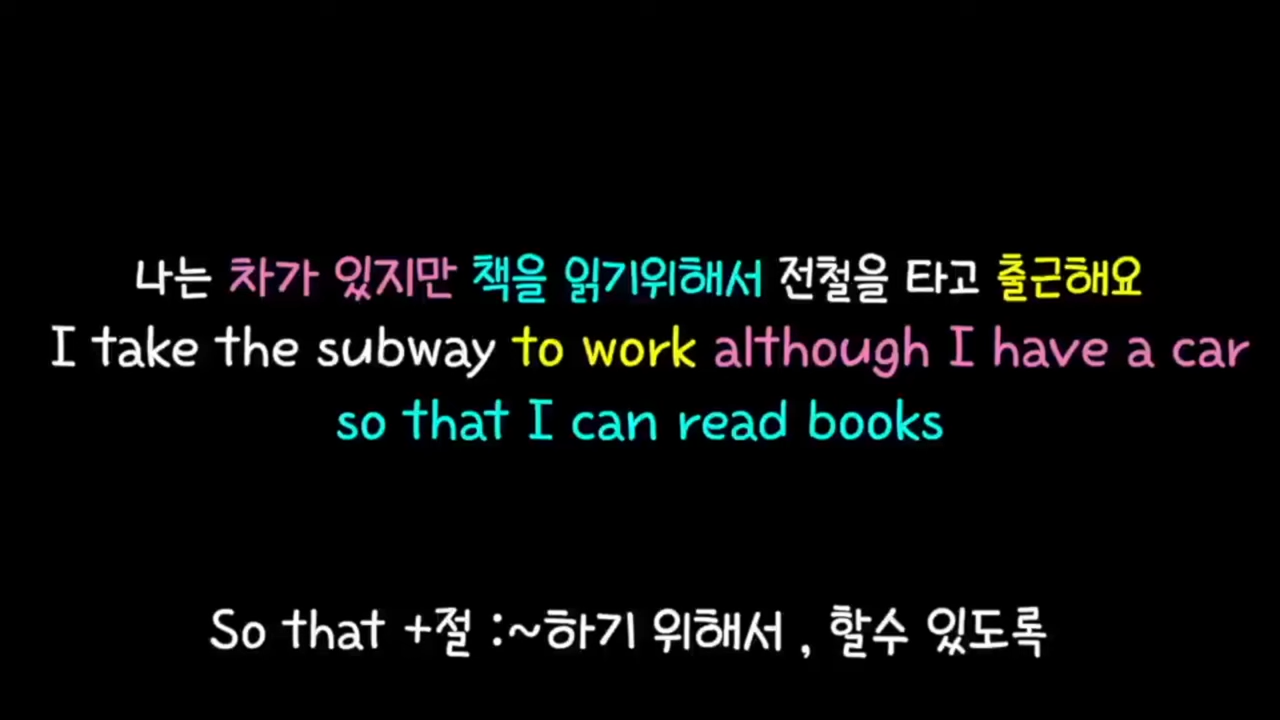 나는 차가 있지만 책을 읽기위해서 전철을 타고 출근해요
I take the subway to work although I have a car
so that I can read books
So that +절 :~하기 위해서 , 할수 있도록